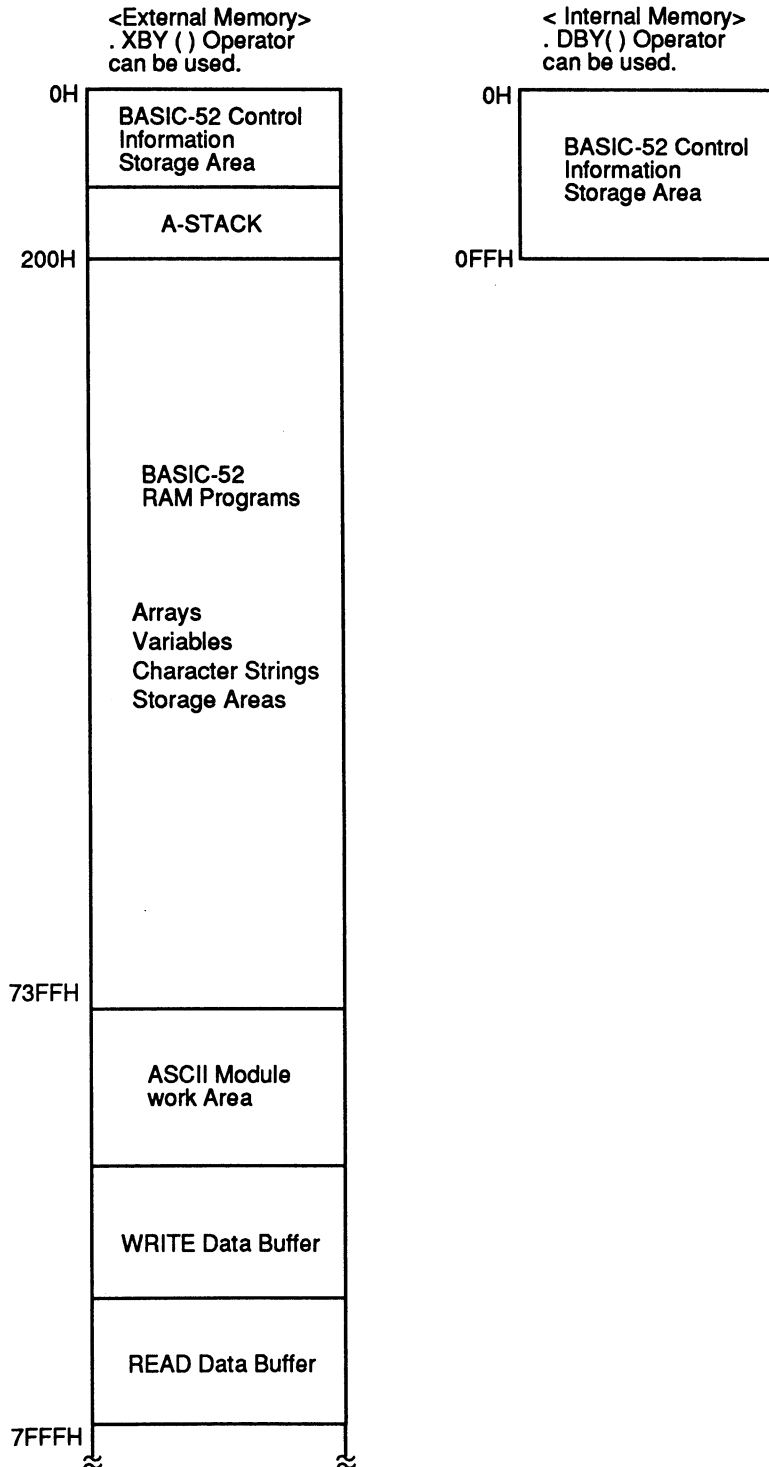 <External Memory>
. XBY ( ) Operator
can be used.
0H
BASIC-52 Control
Information
Storage Area
A-STACK
200H
BASIC-52
RAM Programs
Arrays
Variables
Character Strings
Storage Areas
73FFH
ASCII Module
work Area
WRITE Data Buffer
READ Data Buffer
7FFFH
< Internal Memory>
. DBY( ) Operator
can be used.
0H
BASIC-52 Control
Information
Storage Area
0FFH